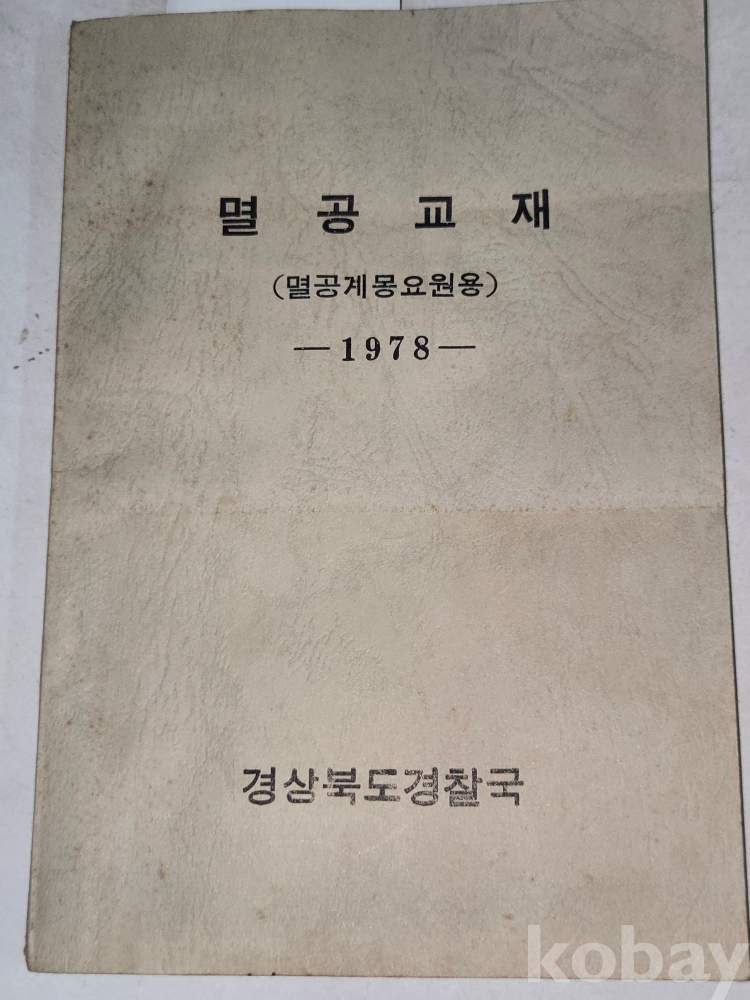 멸 공 교 재
(멸공계몽요원용)
—1978—
경상북도경찰국
kobay